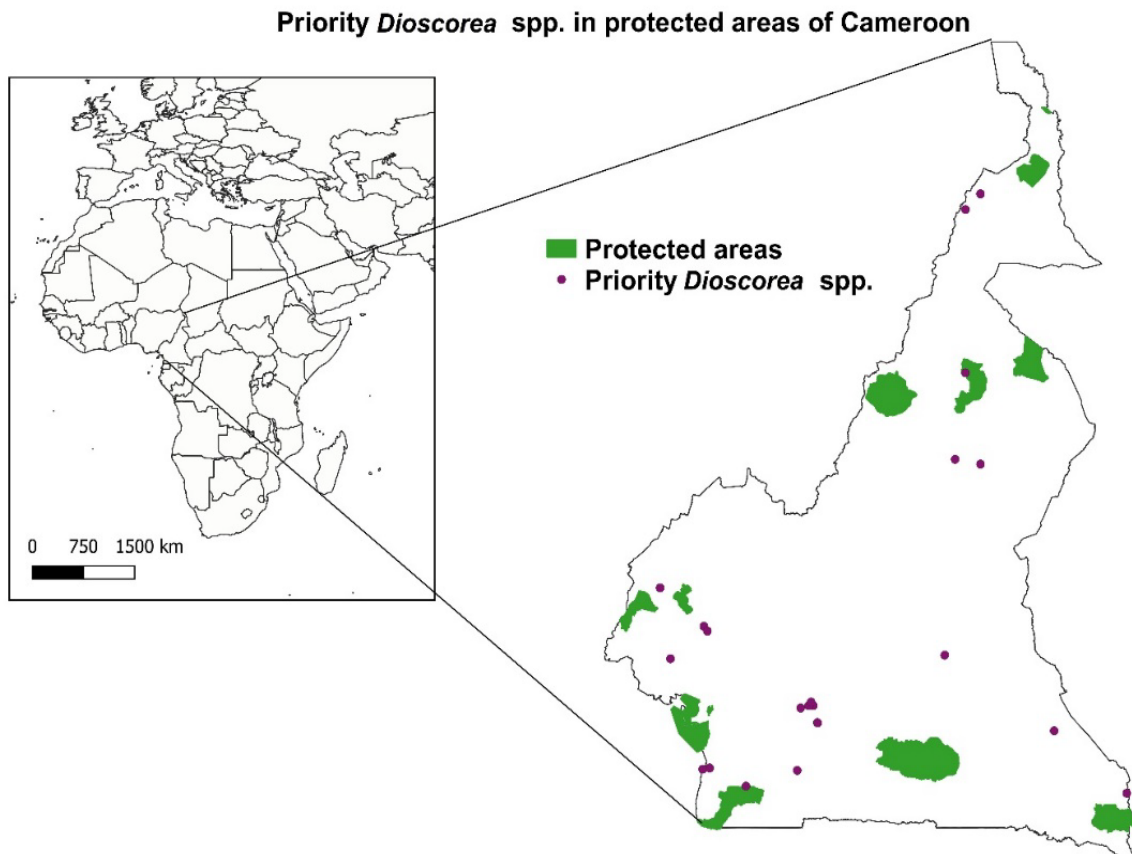 Priority Dioscorea spp. in protected areas of Cameroon
Protected areas
Priority Dioscorea spp.
0 750 1500 km